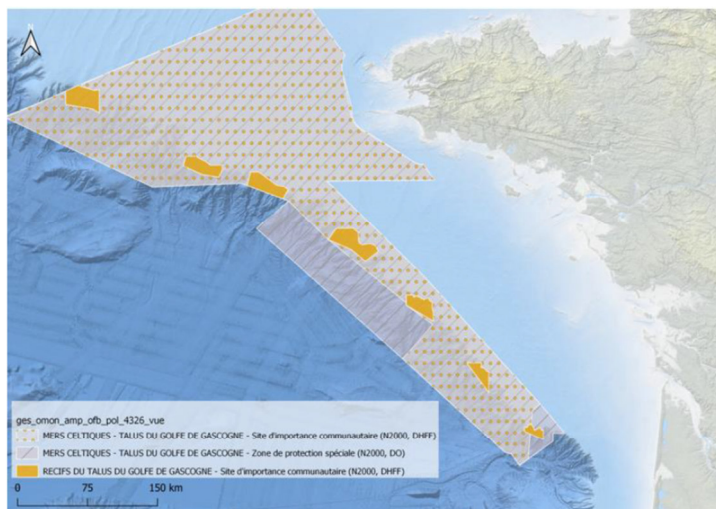 N
ges_omon_amp_ofb_pol_4326_vue
MERS CELTIQUES - TALUS DU GOLFE DE GASCOGNE - Site d'importance communautaire (N2000, DHFF)
MERS CELTIQUES - TALUS DU GOLFE DE GASCOGNE - Zone de protection spéciale (N2000, DO)
RECIFS DU TALUS DU GOLFE DE GASCOGNE - Site d'importance communautaire (N2000, DHFF)
0 75 150 km